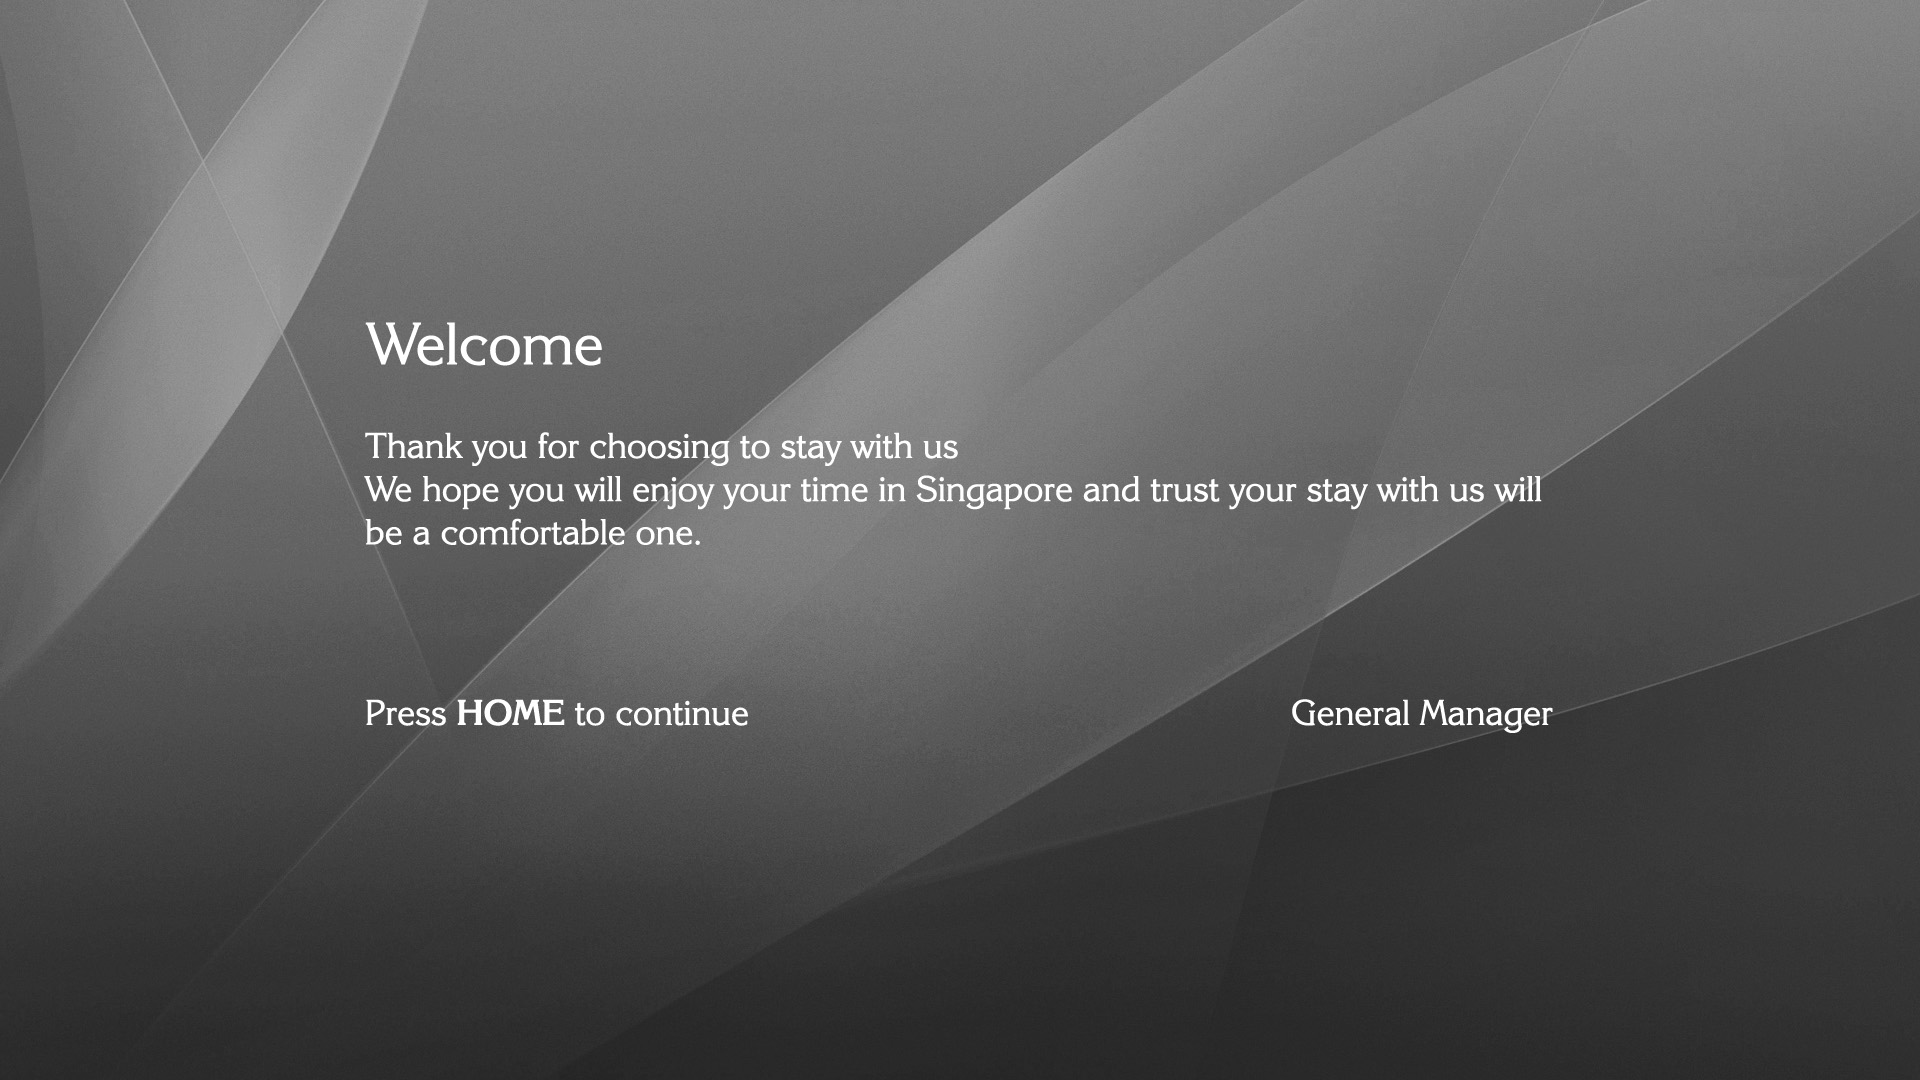 Welcome
Thank you for choosing to stay with us
We hope you will enjoy your time in Singapore and trust your stay with us will
be a comfortable one.
Press HOME to continue
General Manager